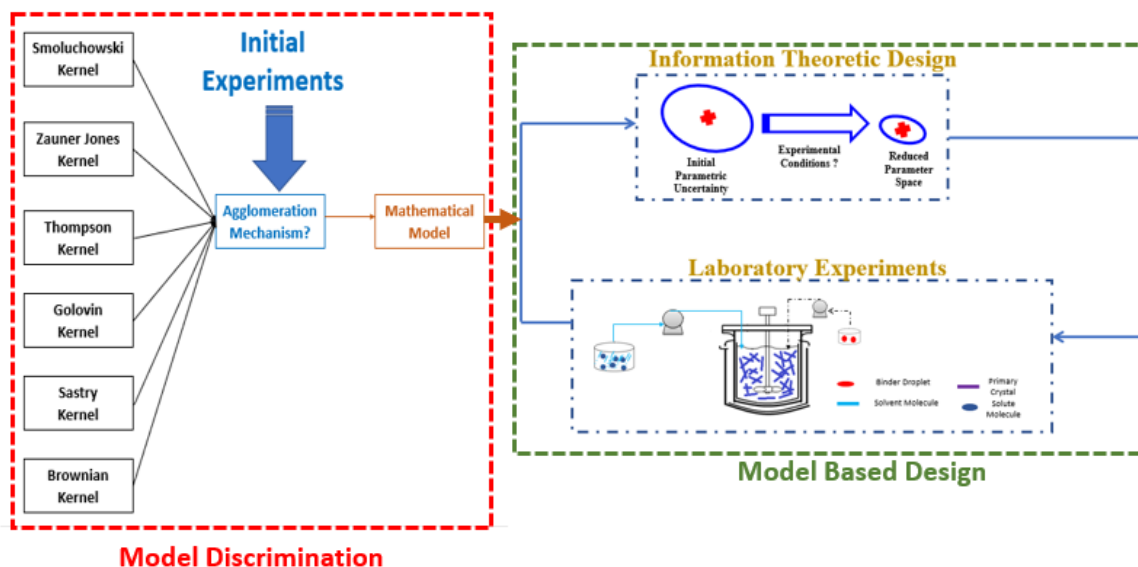 Smoluchowski
Kernel
Zauner Jones
Kernel
Thompson
Kernel
Golovin
Kernel
Sastry
Kernel
Brownian
Kernel
Initial
Experiments
Agglomeration
Mechanism?
Mathematical
Model
Model Discrimination
Information Theoretic Design
Initial
Parametric
Uncertainty
Experimental
Conditions ?
Reduced
Parameter
Space
Laboratory Experiments
Binder Droplet
Solvent Molecule
Primary
Crystal
Solute
Molecule
Model Based Design